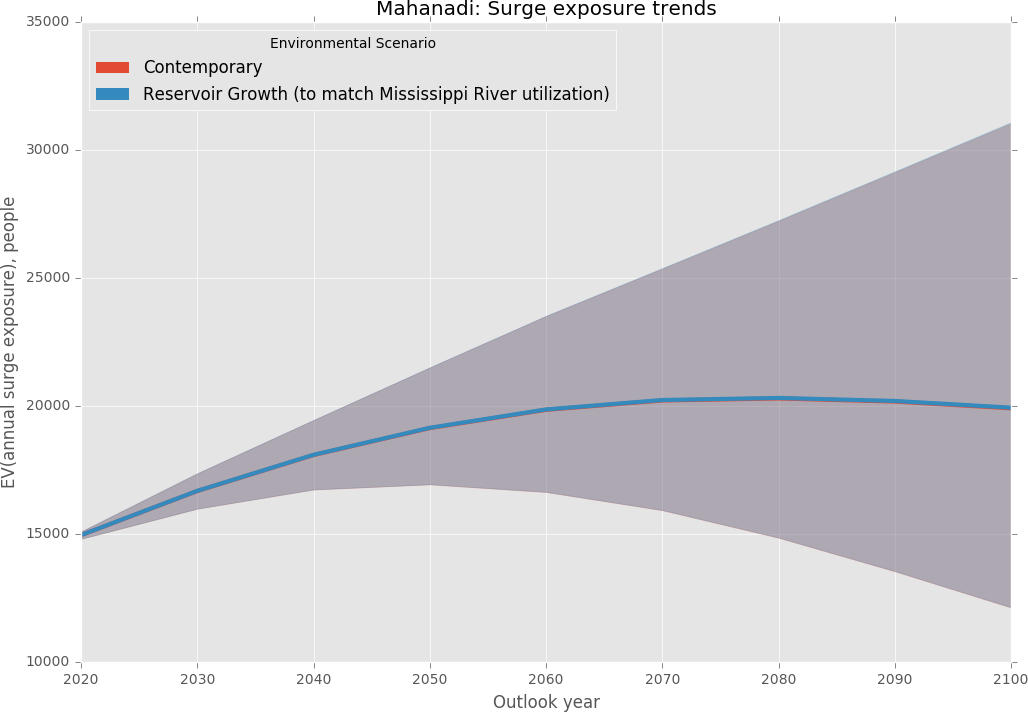 Mahanadi: Surge exposure trends
35000
30000
25000
20000
15000
10000
EV(annual surge exposure), people
Environmental Scenario
Contemporary
Reservoir Growth (to match Mississippi River utilization)
2020 2030 2040 2050 2060 2070 2080 2090 2100
Outlook year